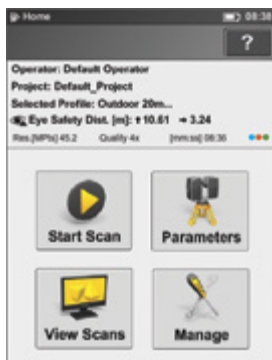 Home 08:38
?
Operator: Default Operator
Project: Default_Project
Selected Profile: Outdoor 20m...
Eye Safety Dist. [m]: ↑ 10.61 ➔ 3.24
Res.[MPts] 45.2 Quality 4x [mm:ss] 08:36
Start Scan Parameters
View Scans Manage